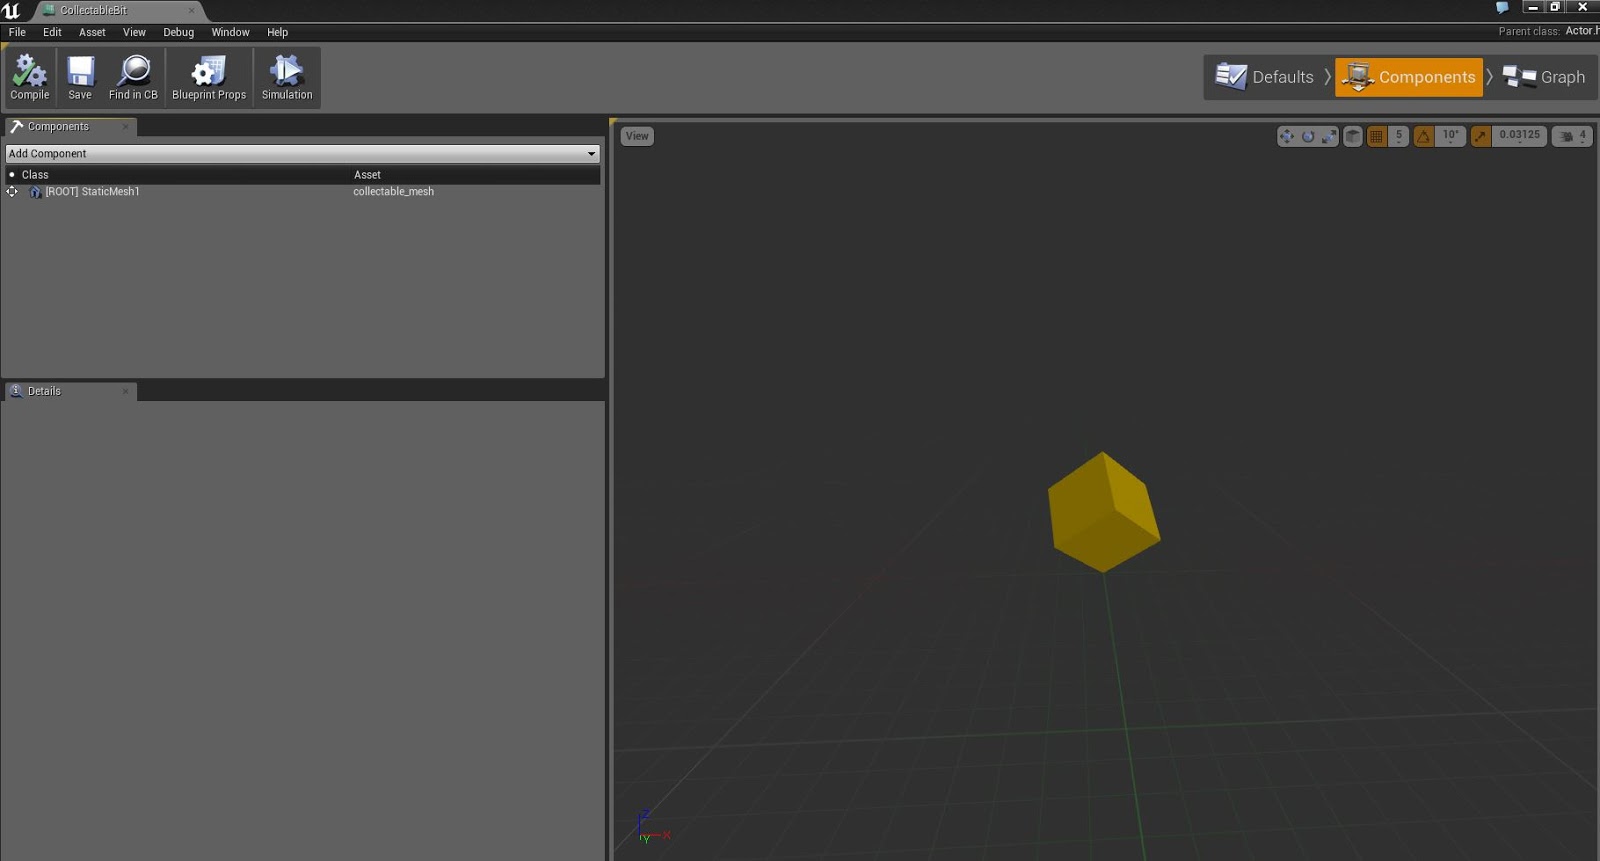 CollectableBit
File Edit Asset View Debug Window Help
Parent class: Actor.h
Compile Save Find in CB Blueprint Props Simulation
Defaults Components Graph
Components
Add Component
Class Asset
[ROOT] StaticMesh1 collectable_mesh
Details
View
5 10° 0.03125 4
Z
X
Y